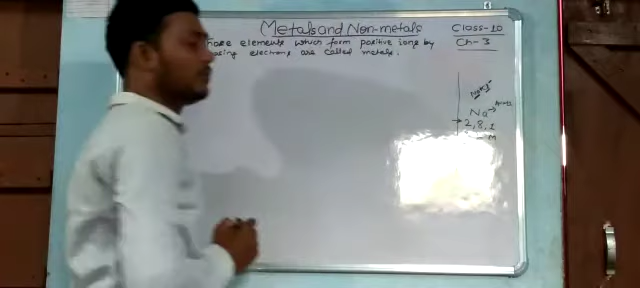 Metals and Non-metals
Class-10
Ch-3
those elements which form positive ions by
electrons are called metals.
Na
2,8,1